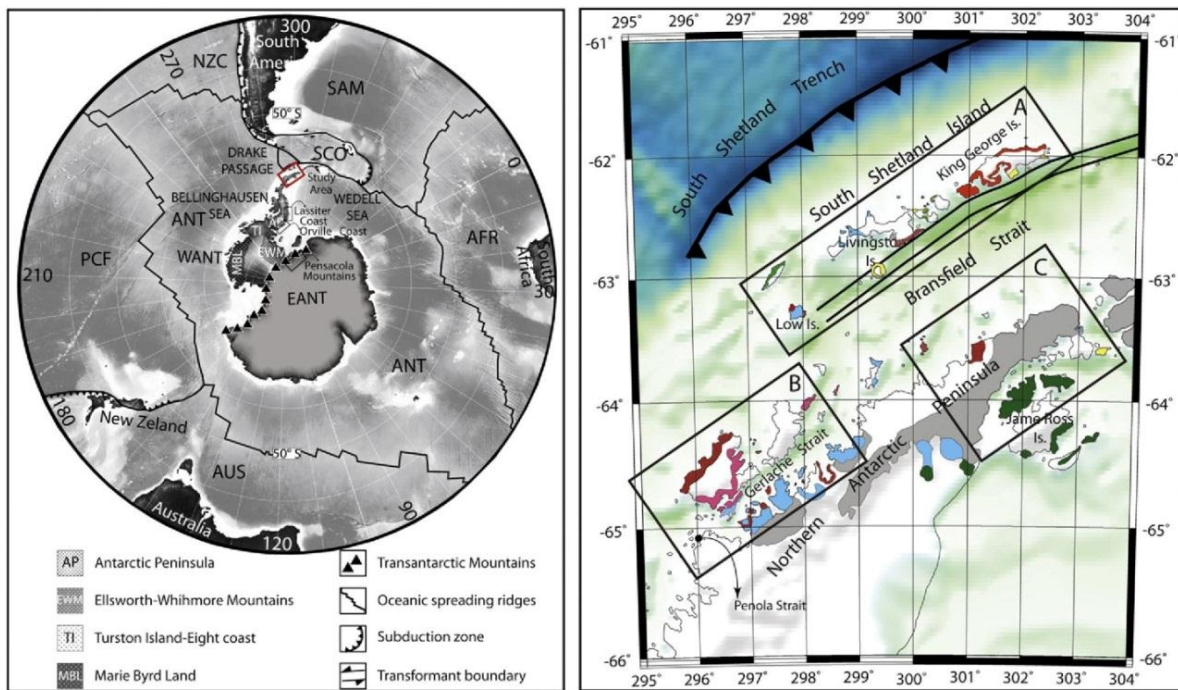 300
South
Ameri
NZC
270
SAM
50° S
DRAKE
PASSAGE
SCO
0
Study
Area
BELLINGHAUSEN
SEA
WEDELL
SEA
ANT
Lassiter
Coast
Orville
Coast
TI
AFR
PCF
WANT
EWM
MBL
Pensacola
Mountains
South
Africa
210
30
EANT
ANT
180
New Zeland
50° S
AUS
90
Australia
120
AP Antarctic Peninsula
EWM Ellsworth-Whihmore Mountains
TI Turston Island-Eight coast
MBL Marie Byrd Land
Transantarctic Mountains
Oceanic spreading ridges
Subduction zone
Transformant boundary
295° 296° 297° 298° 299° 300° 301° 302° 303° 304°
-61° -61°
South Shetland Trench
A
South Shetland Island
King George Is.
-62° -62°
Livingston
Is.
Bransfield Strait
C
-63° -63°
Low Is.
B
Peninsula
-64° -64°
Jame Ross
Is.
Gerlache Strait
Antarctic
-65° -65°
Northern
Penola Strait
-66° -66°
295° 296° 297° 298° 299° 300° 301° 302° 303° 304°